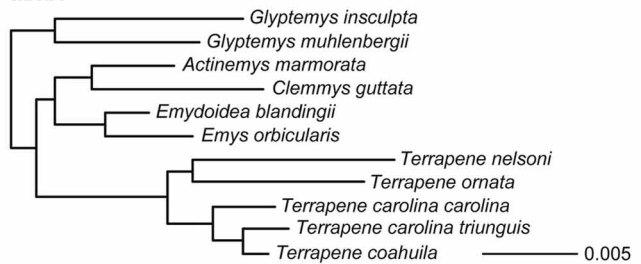 Glyptemys insculpta
Glyptemys muhlenbergii
Actinemys marmorata
Clemmys guttata
Emydoidea blandingii
Emys orbicularis
Terrapene nelsoni
Terrapene ornata
Terrapene carolina carolina
Terrapene carolina triunguis
Terrapene coahuila 0.005